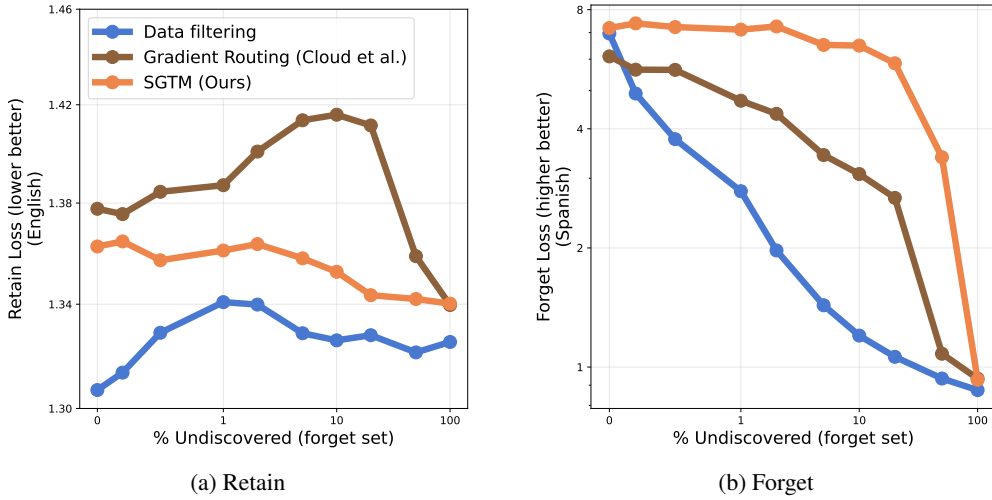 1.46
1.42
1.38
1.34
1.30
Retain Loss (lower better)
(English)
Data filtering
Gradient Routing (Cloud et al.)
SGTM (Ours)
0
1
10
100
% Undiscovered (forget set)
(a) Retain
8
4
2
1
Forget Loss (higher better)
(Spanish)
0
1
10
100
% Undiscovered (forget set)
(b) Forget